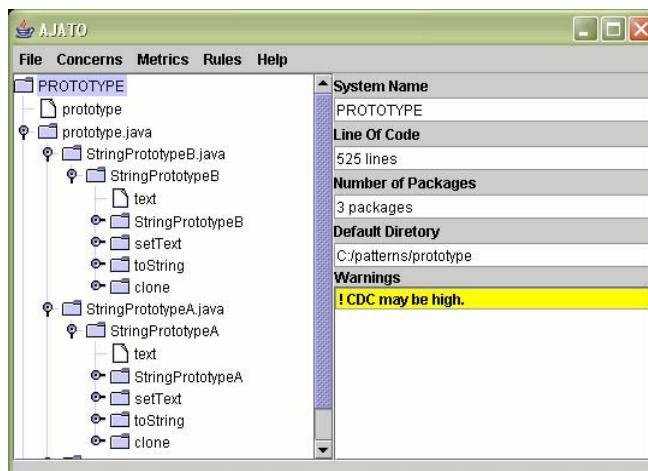 AJATO
File Concerns Metrics Rules Help
PROTOTYPE
prototype
prototype.java
StringPrototypeB.java
StringPrototypeB
text
StringPrototypeB
setText
toString
clone
StringPrototypeA.java
StringPrototypeA
text
StringPrototypeA
setText
toString
clone
System Name
PROTOTYPE
Line Of Code
525 lines
Number of Packages
3 packages
Default Diretory
C:/patterns/prototype
Warnings
! CDC may be high.